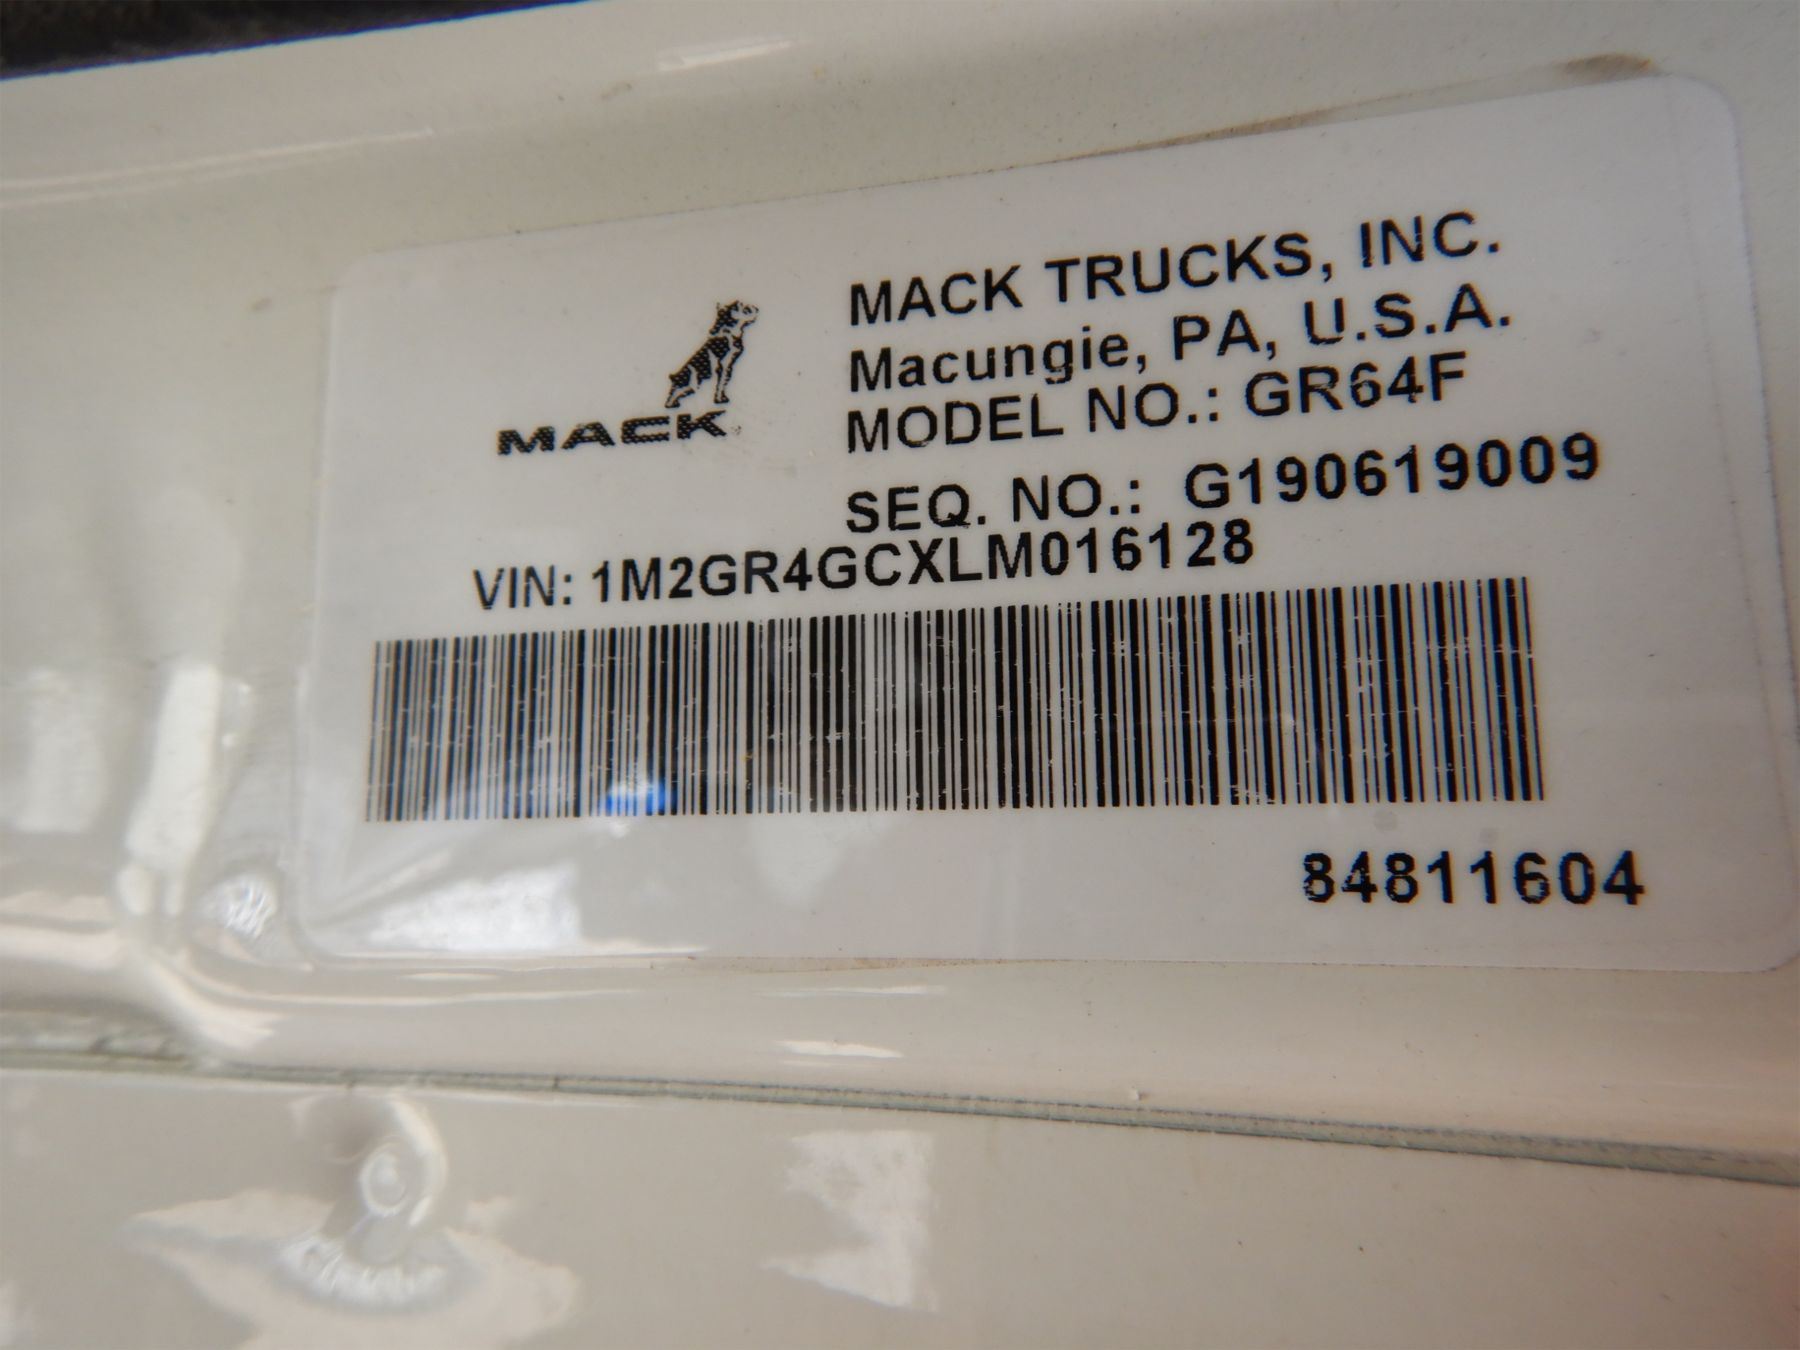 MACK
MACK TRUCKS, INC.
Macungie, PA, U.S.A.
MODEL NO.: GR64F
SEQ. NO.: G190619009
VIN: 1M2GR4GCXLM016128
84811604